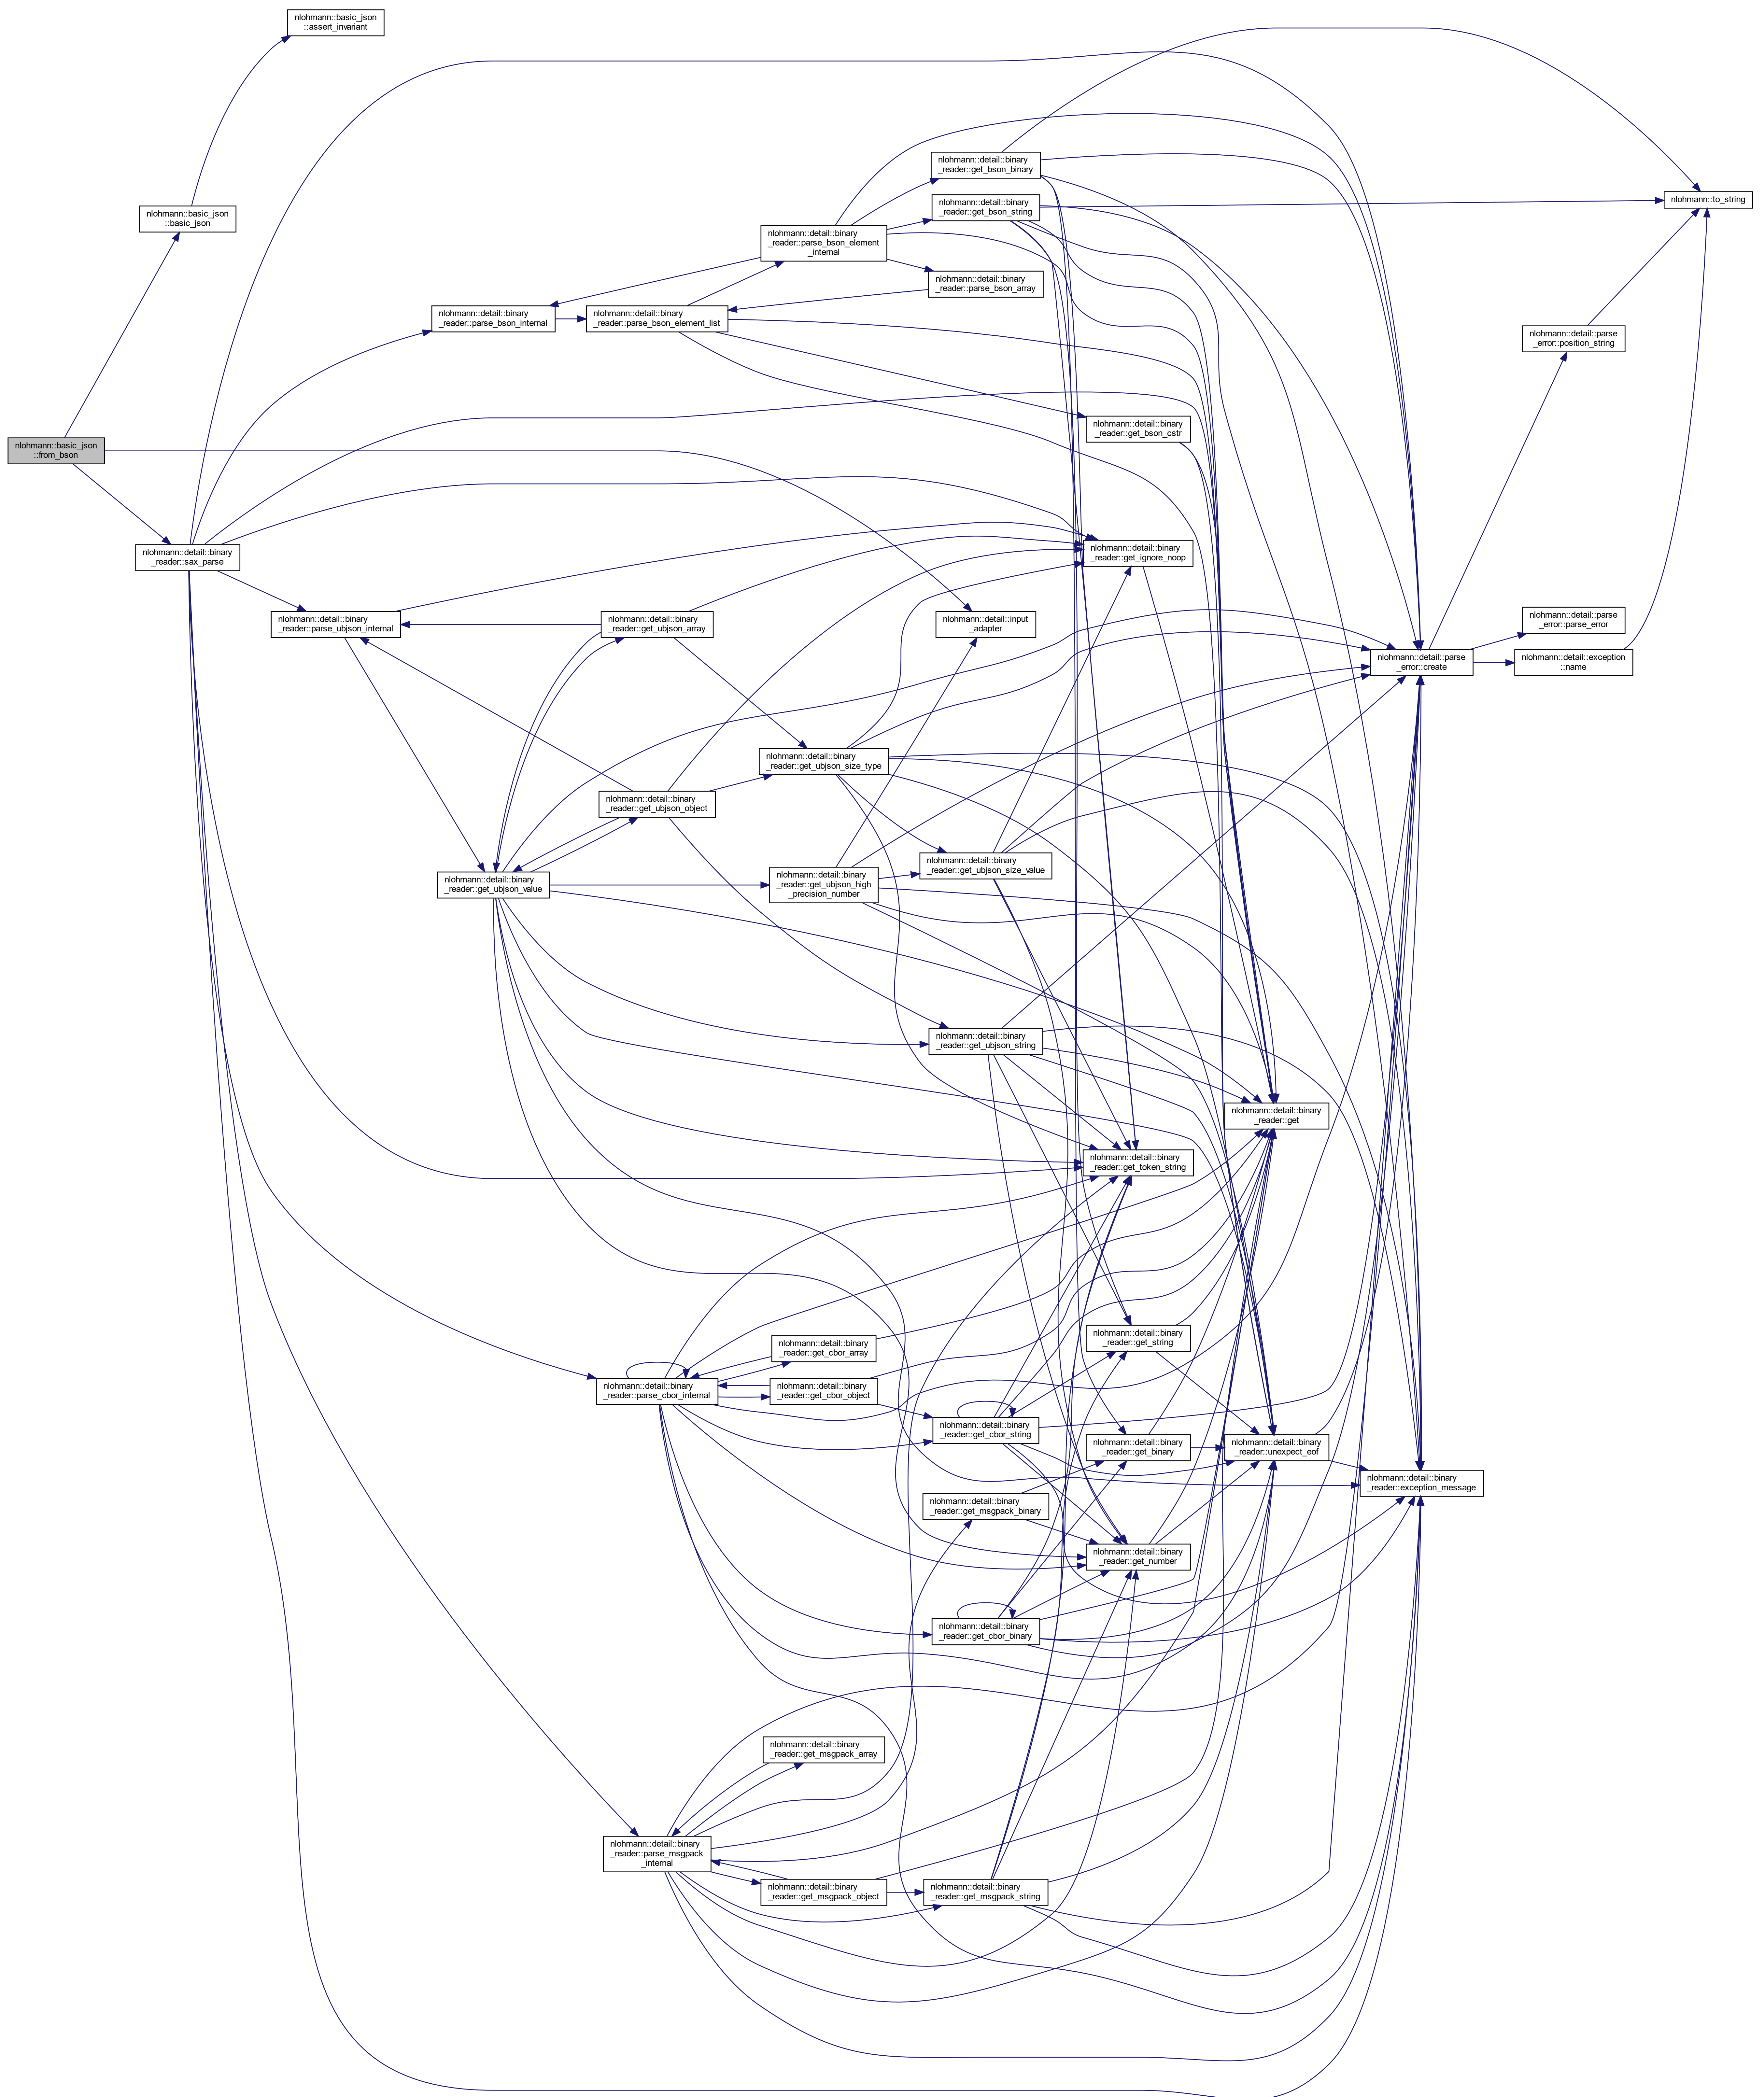 nlohmann::basic_json
::assert_invariant
nlohmann::detail::binary
_reader::get_bson_binary
nlohmann::to_string
nlohmann::detail::binary
_reader::get_bson_string
nlohmann::basic_json
::basic_json
nlohmann::detail::binary
_reader::parse_bson_element
_internal
nlohmann::detail::binary
_reader::parse_bson_array
nlohmann::detail::binary
_reader::parse_bson_internal
nlohmann::detail::binary
_reader::parse_bson_element_list
nlohmann::detail::parse
_error::position_string
nlohmann::detail::binary
_reader::get_bson_cstr
nlohmann::basic_json
::from_bson
nlohmann::detail::binary
_reader::sax_parse
nlohmann::detail::binary
_reader::get_ignore_noop
nlohmann::detail::binary
_reader::parse_ubjson_internal
nlohmann::detail::binary
_reader::get_ubjson_array
nlohmann::detail::input
_adapter
nlohmann::detail::parse
_error::parse_error
nlohmann::detail::parse
_error::create
nlohmann::detail::exception
::name
nlohmann::detail::binary
_reader::get_ubjson_size_type
nlohmann::detail::binary
_reader::get_ubjson_object
nlohmann::detail::binary
_reader::get_ubjson_size_value
nlohmann::detail::binary
_reader::get_ubjson_value
nlohmann::detail::binary
_reader::get_ubjson_high
_precision_number
nlohmann::detail::binary
_reader::get_ubjson_string
nlohmann::detail::binary
_reader::get
nlohmann::detail::binary
_reader::get_token_string
nlohmann::detail::binary
_reader::get_string
nlohmann::detail::binary
_reader::get_cbor_array
nlohmann::detail::binary
_reader::parse_cbor_internal
nlohmann::detail::binary
_reader::get_cbor_object
nlohmann::detail::binary
_reader::get_cbor_string
nlohmann::detail::binary
_reader::get_binary
nlohmann::detail::binary
_reader::unexpect_eof
nlohmann::detail::binary
_reader::exception_message
nlohmann::detail::binary
_reader::get_msgpack_binary
nlohmann::detail::binary
_reader::get_number
nlohmann::detail::binary
_reader::get_cbor_binary
nlohmann::detail::binary
_reader::get_msgpack_array
nlohmann::detail::binary
_reader::parse_msgpack
_internal
nlohmann::detail::binary
_reader::get_msgpack_object
nlohmann::detail::binary
_reader::get_msgpack_string